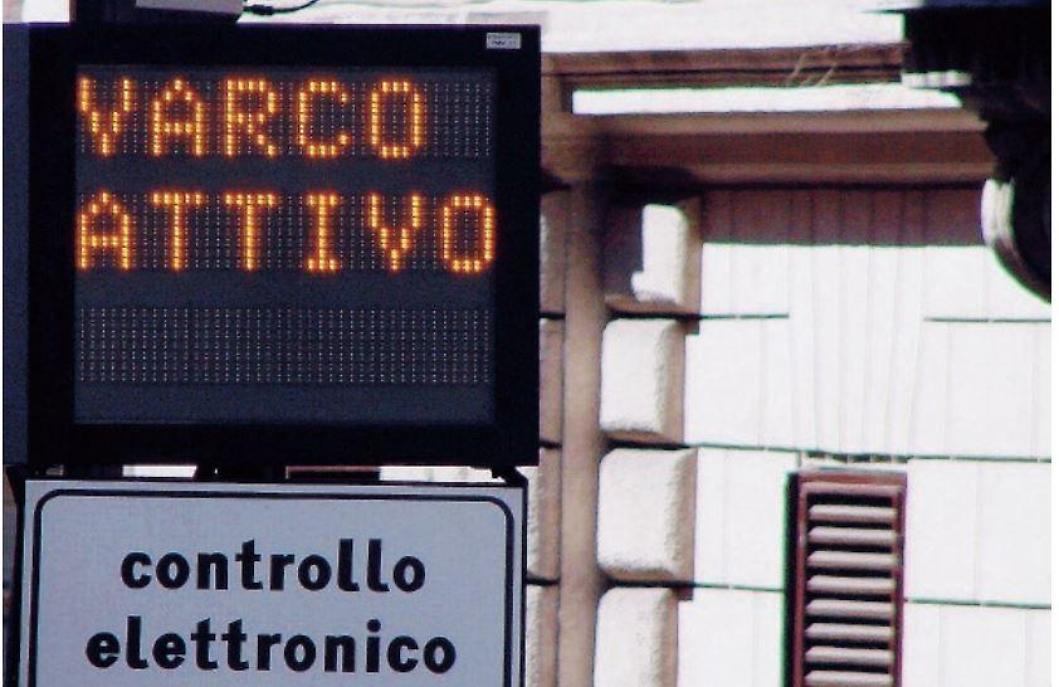 VARCO
ATTIVO
controllo
elettronico